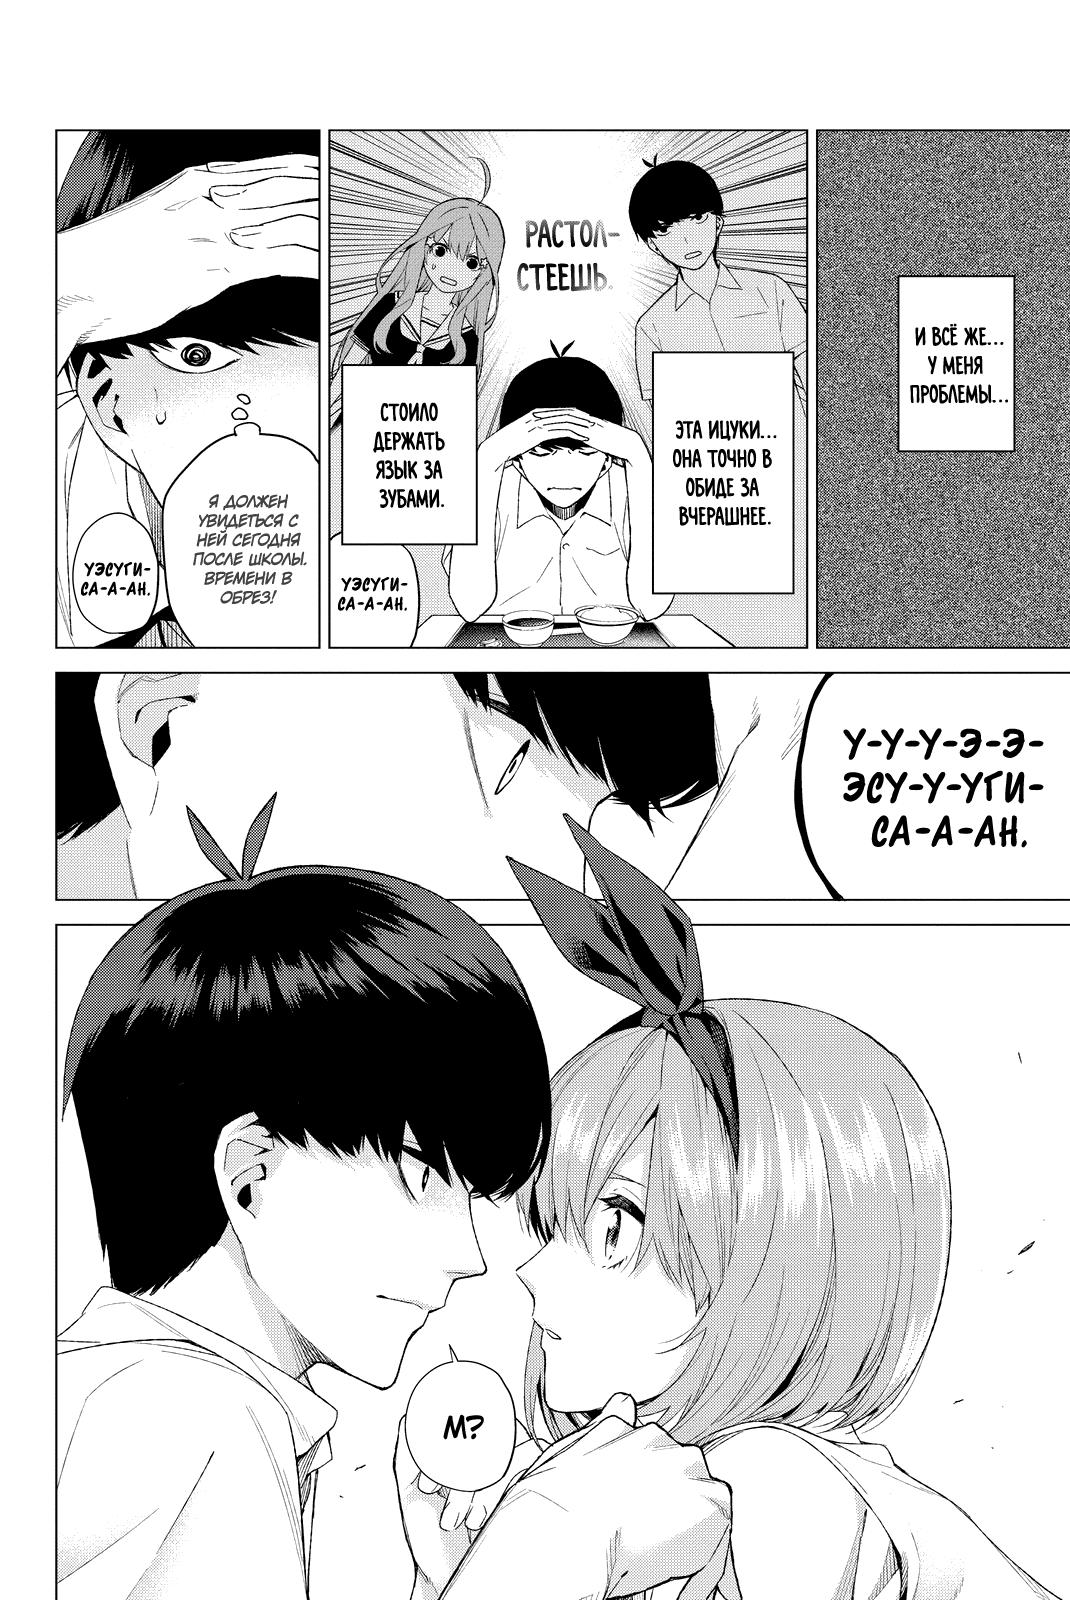 И ВСЁ ЖЕ...
У МЕНЯ
ПРОБЛЕМЫ...
РАСТОЛ-
СТЕЕШЬ.
ЭТА ИЦУКИ...
ОНА ТОЧНО В
ОБИДЕ ЗА
ВЧЕРАШНЕЕ.
СТОИЛО
ДЕРЖАТЬ
ЯЗЫК ЗА
ЗУБАМИ.
УЭСУГИ-
СА-А-АН.
Я ДОЛЖЕН
УВИДЕТЬСЯ С
НЕЙ СЕГОДНЯ
ПОСЛЕ ШКОЛЫ.
ВРЕМЕНИ В
ОБРЕЗ!
УЭСУГИ-
СА-А-АН.
У-У-У-Э-Э-
ЭСУ-У-УГИ-
СА-А-АН.
М?